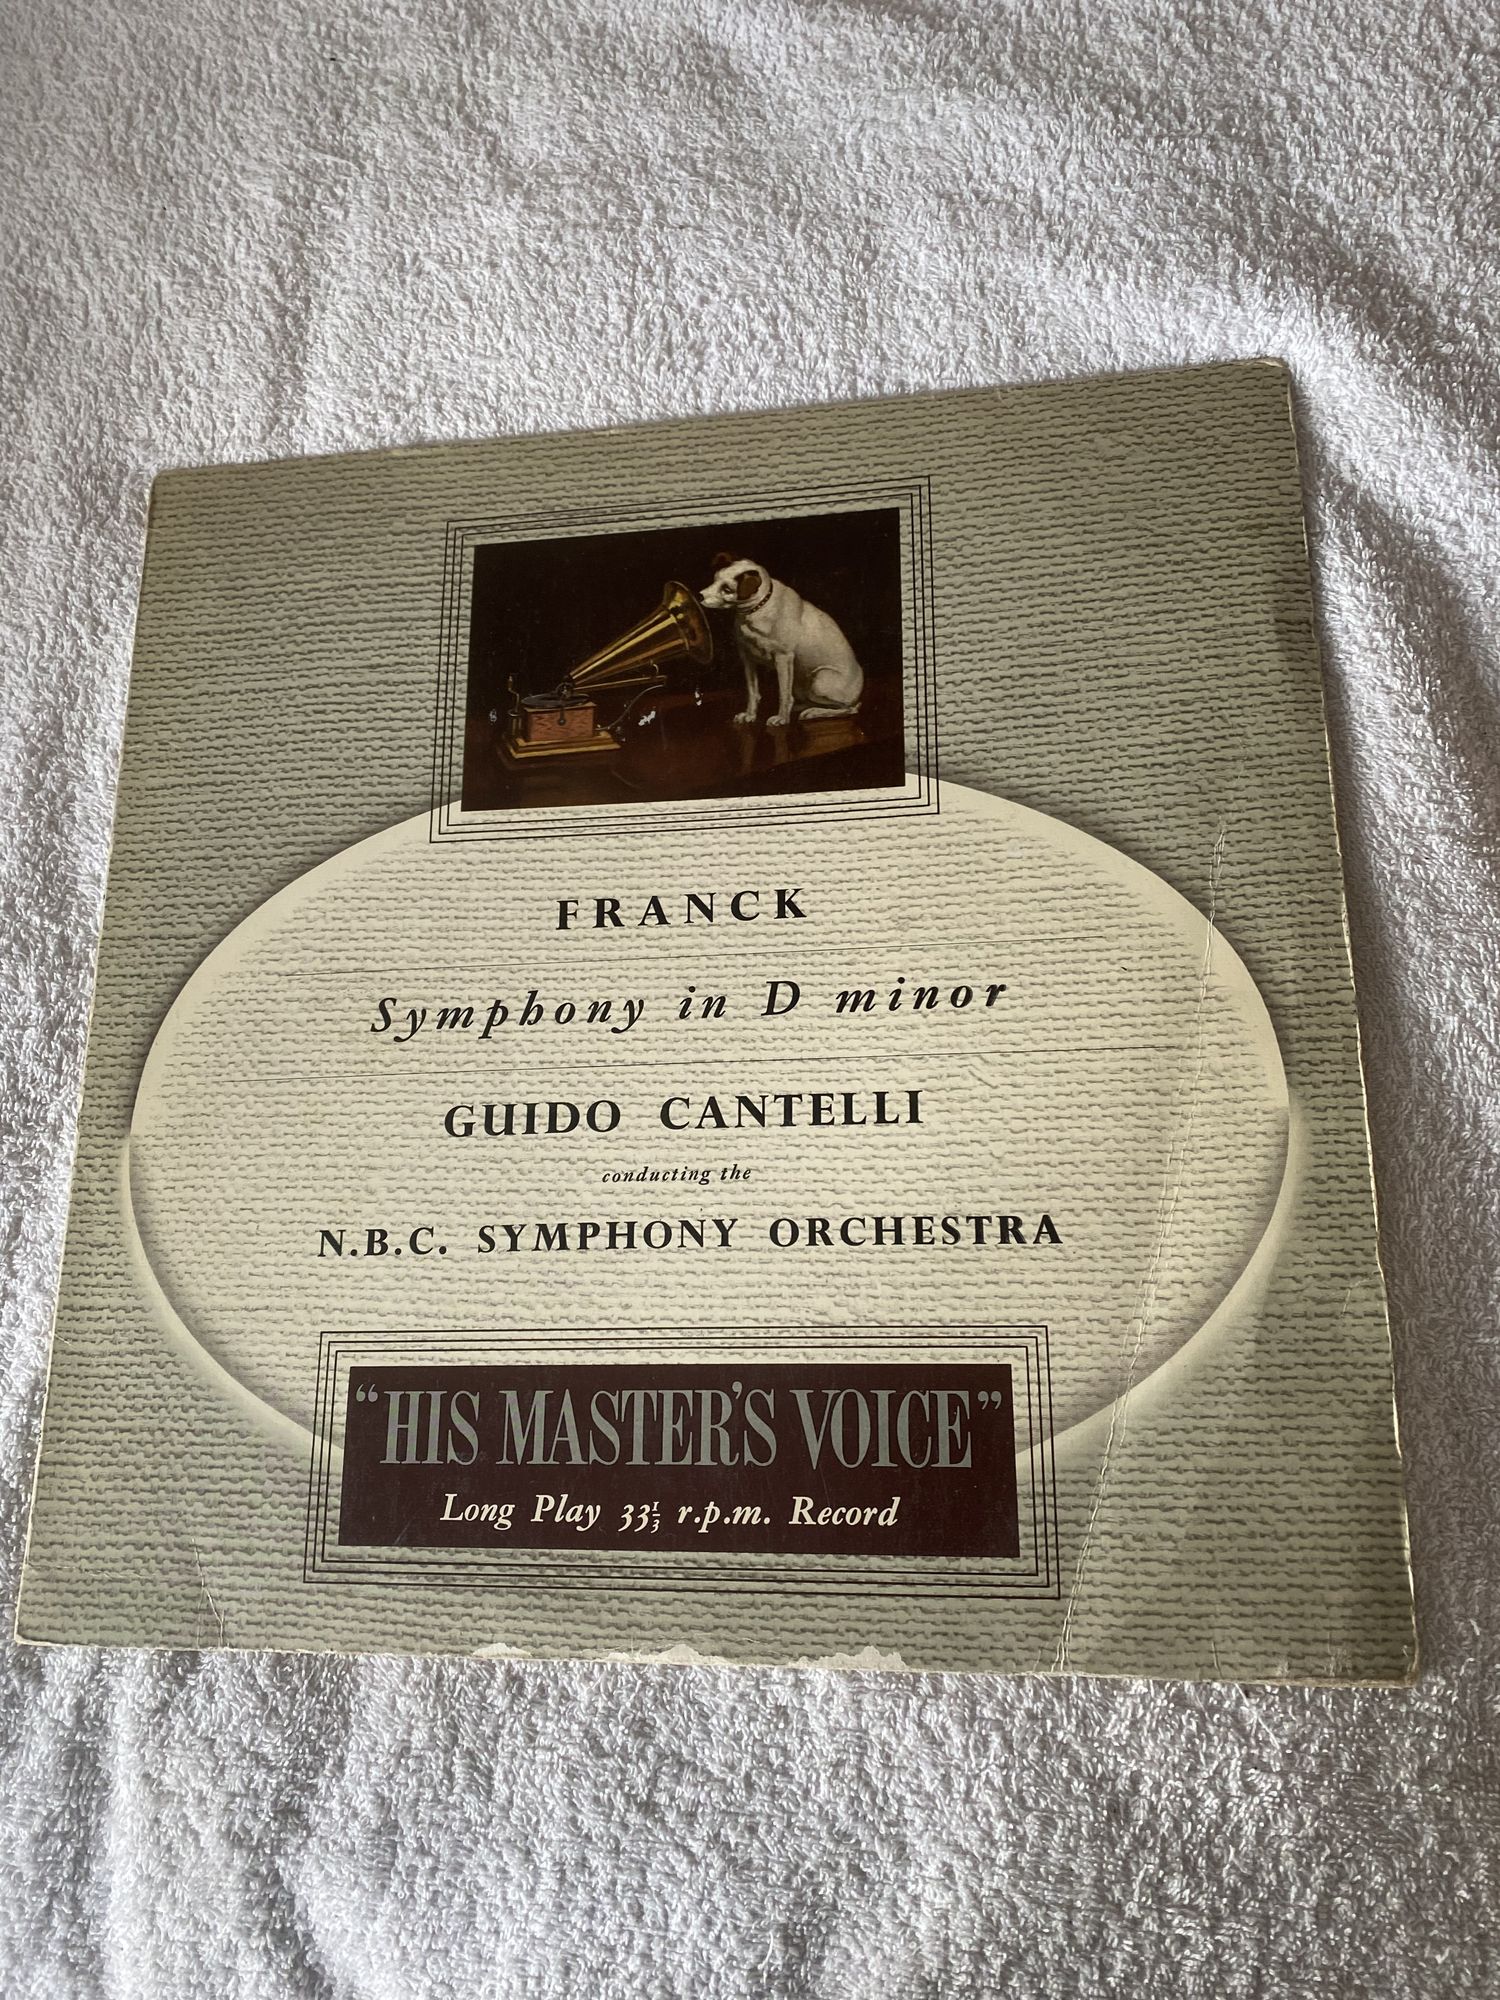 FRANCK
Symphony in D minor
GUIDO CANTELLI
conducting the
N.B.C. SYMPHONY ORCHESTRA
“HIS MASTER'S VOICE”
Long Play 33⅓ r.p.m. Record